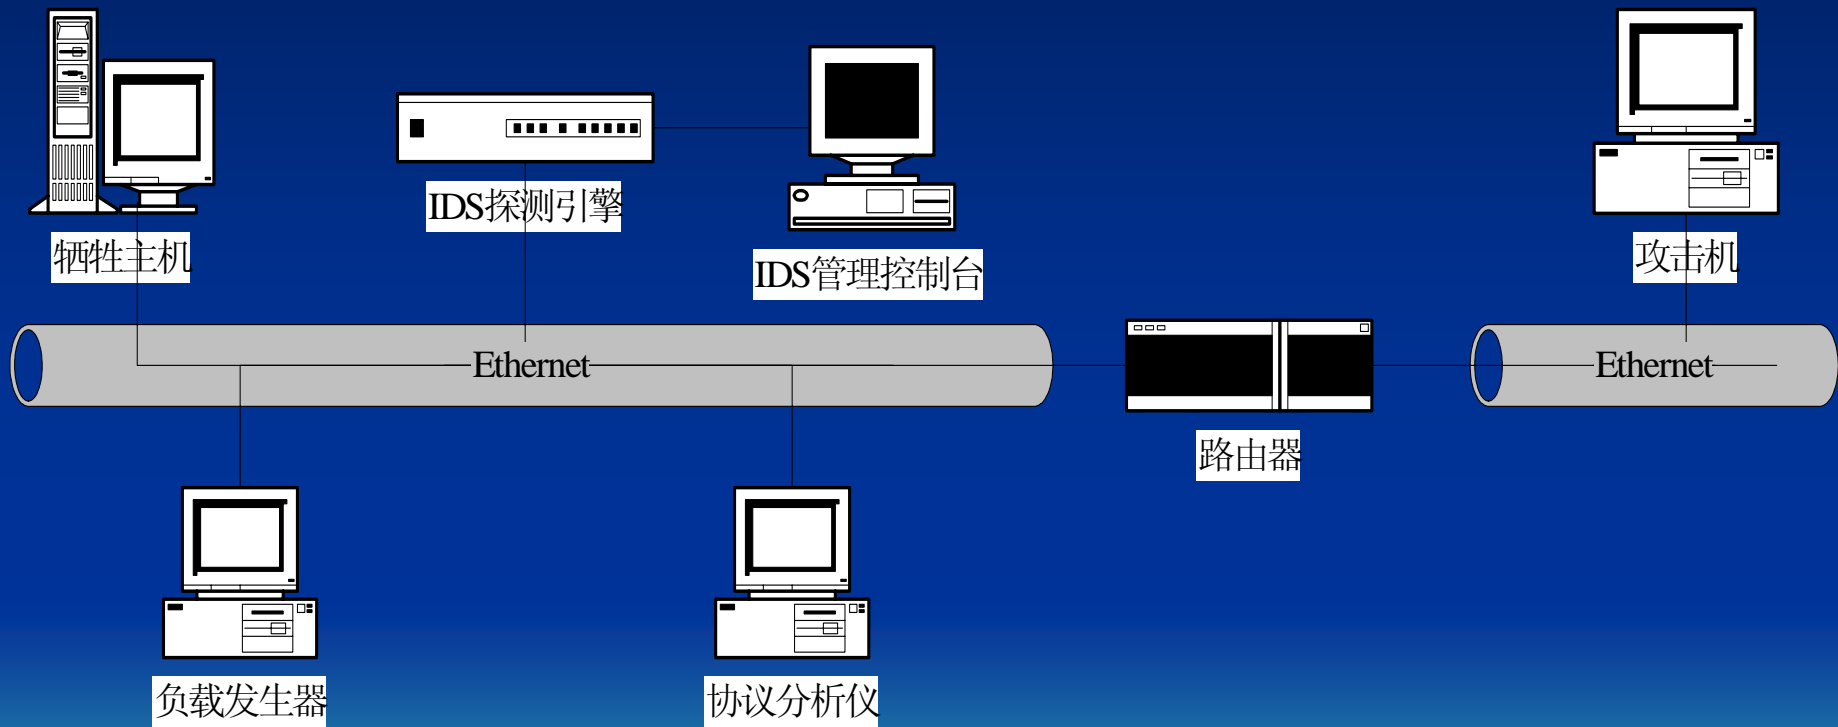 IDS探测引擎
牺牲主机
IDS管理控制台
攻击机
Ethernet
Ethernet
路由器
负载发生器
协议分析仪